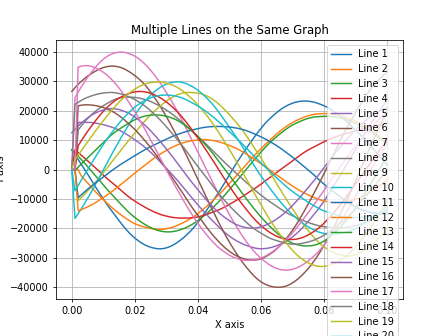 Multiple Lines on the Same Graph
40000
30000
20000
10000
0
−10000
−20000
−30000
−40000
0.00
0.02
0.04
0.06
X axis
Line 1
Line 2
Line 3
Line 4
Line 5
Line 6
Line 7
Line 8
Line 9
Line 10
Line 11
Line 12
Line 13
Line 14
Line 15
Line 16
Line 17
Line 18
Line 19
Line 20